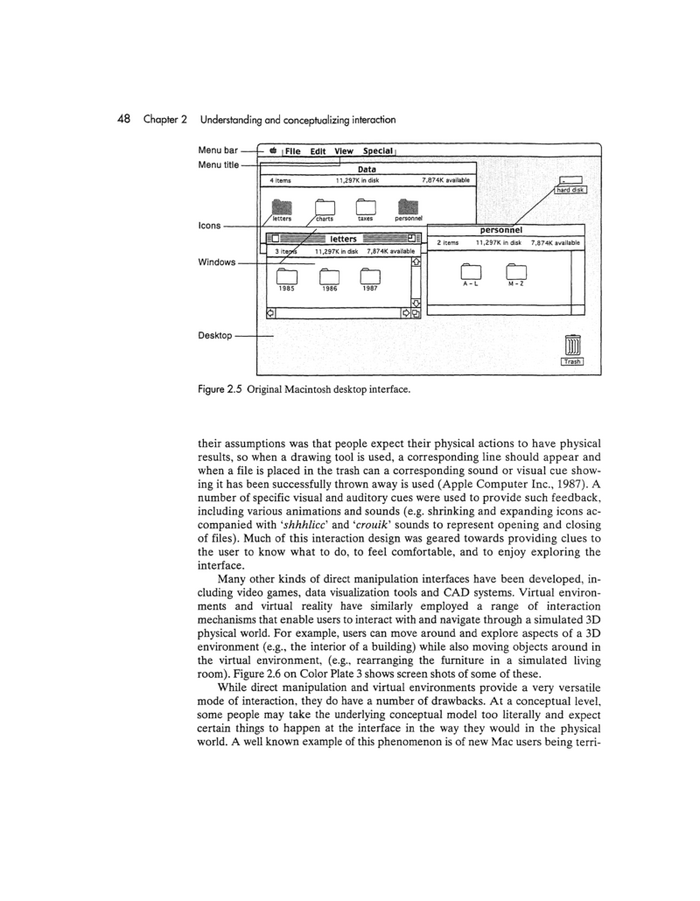 48 Chapter 2 Understanding and conceptualizing interaction
Menu bar
File Edit View Special
Menu title
Data
4 items 11,297K in disk 7,874K available
hard disk
letters charts taxes personnel
Icons
personnel
letters
2 items 11,297K in disk 7,874K available
3 items 11,297K in disk 7,874K available
Windows
A - L M - Z
1985 1986 1987
Desktop
Trash
Figure 2.5 Original Macintosh desktop interface.
their assumptions was that people expect their physical actions to have physical
results, so when a drawing tool is used, a corresponding line should appear and
when a file is placed in the trash can a corresponding sound or visual cue show-
ing it has been successfully thrown away is used (Apple Computer Inc., 1987). A
number of specific visual and auditory cues were used to provide such feedback,
including various animations and sounds (e.g. shrinking and expanding icons ac-
companied with ‘shhhlicc’ and ‘crouik’ sounds to represent opening and closing
of files). Much of this interaction design was geared towards providing clues to
the user to know what to do, to feel comfortable, and to enjoy exploring the
interface.
Many other kinds of direct manipulation interfaces have been developed, in-
cluding video games, data visualization tools and CAD systems. Virtual environ-
ments and virtual reality have similarly employed a range of interaction
mechanisms that enable users to interact with and navigate through a simulated 3D
physical world. For example, users can move around and explore aspects of a 3D
environment (e.g., the interior of a building) while also moving objects around in
the virtual environment, (e.g., rearranging the furniture in a simulated living
room). Figure 2.6 on Color Plate 3 shows screen shots of some of these.
While direct manipulation and virtual environments provide a very versatile
mode of interaction, they do have a number of drawbacks. At a conceptual level,
some people may take the underlying conceptual model too literally and expect
certain things to happen at the interface in the way they would in the physical
world. A well known example of this phenomenon is of new Mac users being terri-